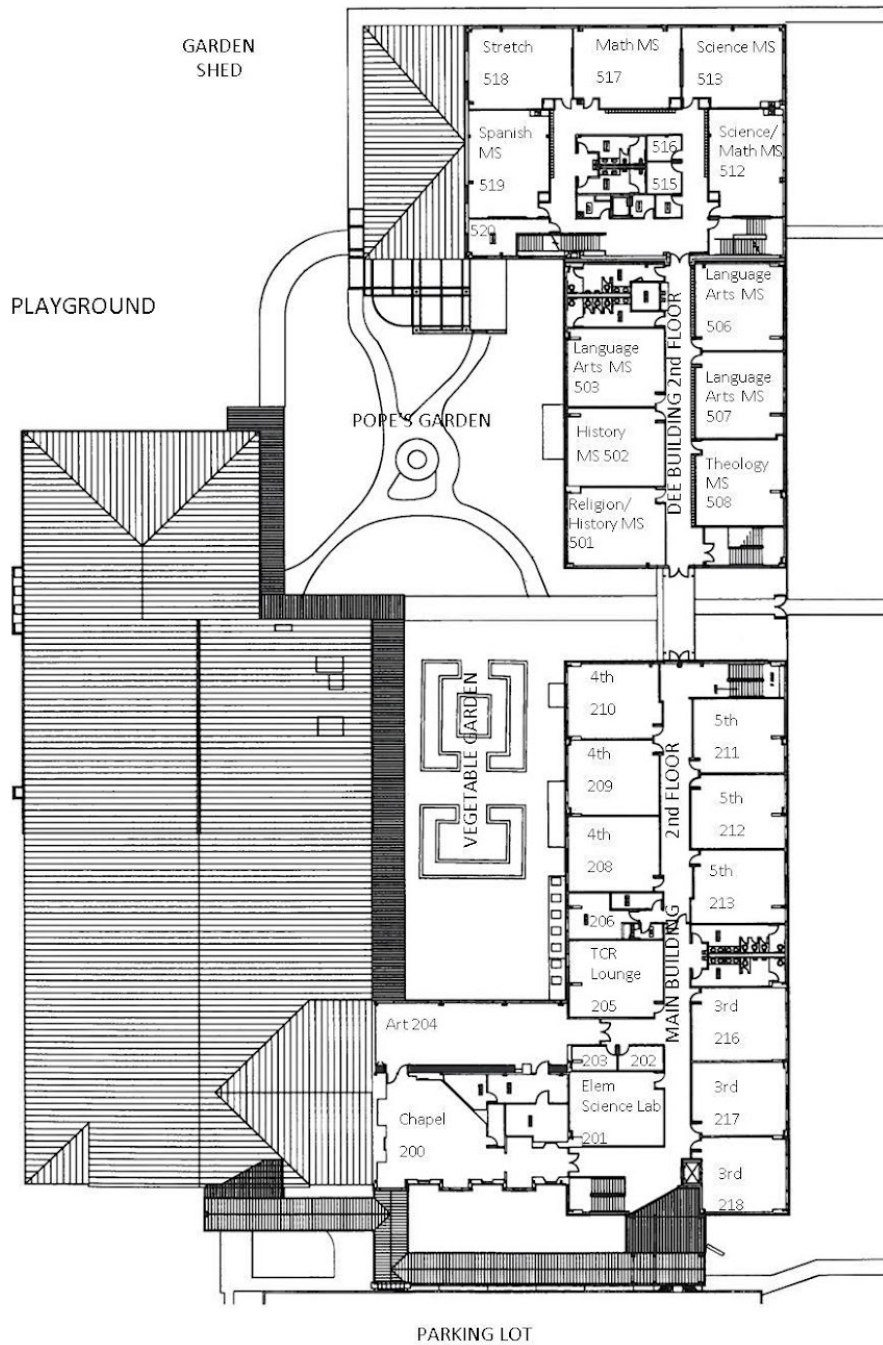 GARDEN
SHED
Stretch
518
Math MS
517
Science MS
513
Spanish
MS
519
516
515
Science/
Math MS
512
520
PLAYGROUND
Language
Arts MS
506
Language
Arts MS
503
Language
Arts MS
507
POPE'S GARDEN
History
MS 502
DEE BUILDING 2nd FLOOR
Theology
MS
508
Religion/
History MS
501
4th
210
5th
211
VEGETABLE GARDEN
4th
209
2nd FLOOR
5th
212
4th
208
5th
213
206
MAIN BUILDING
TCR
Lounge
205
3rd
216
Art 204
203
202
Elem
Science Lab
201
3rd
217
Chapel
200
3rd
218
PARKING LOT